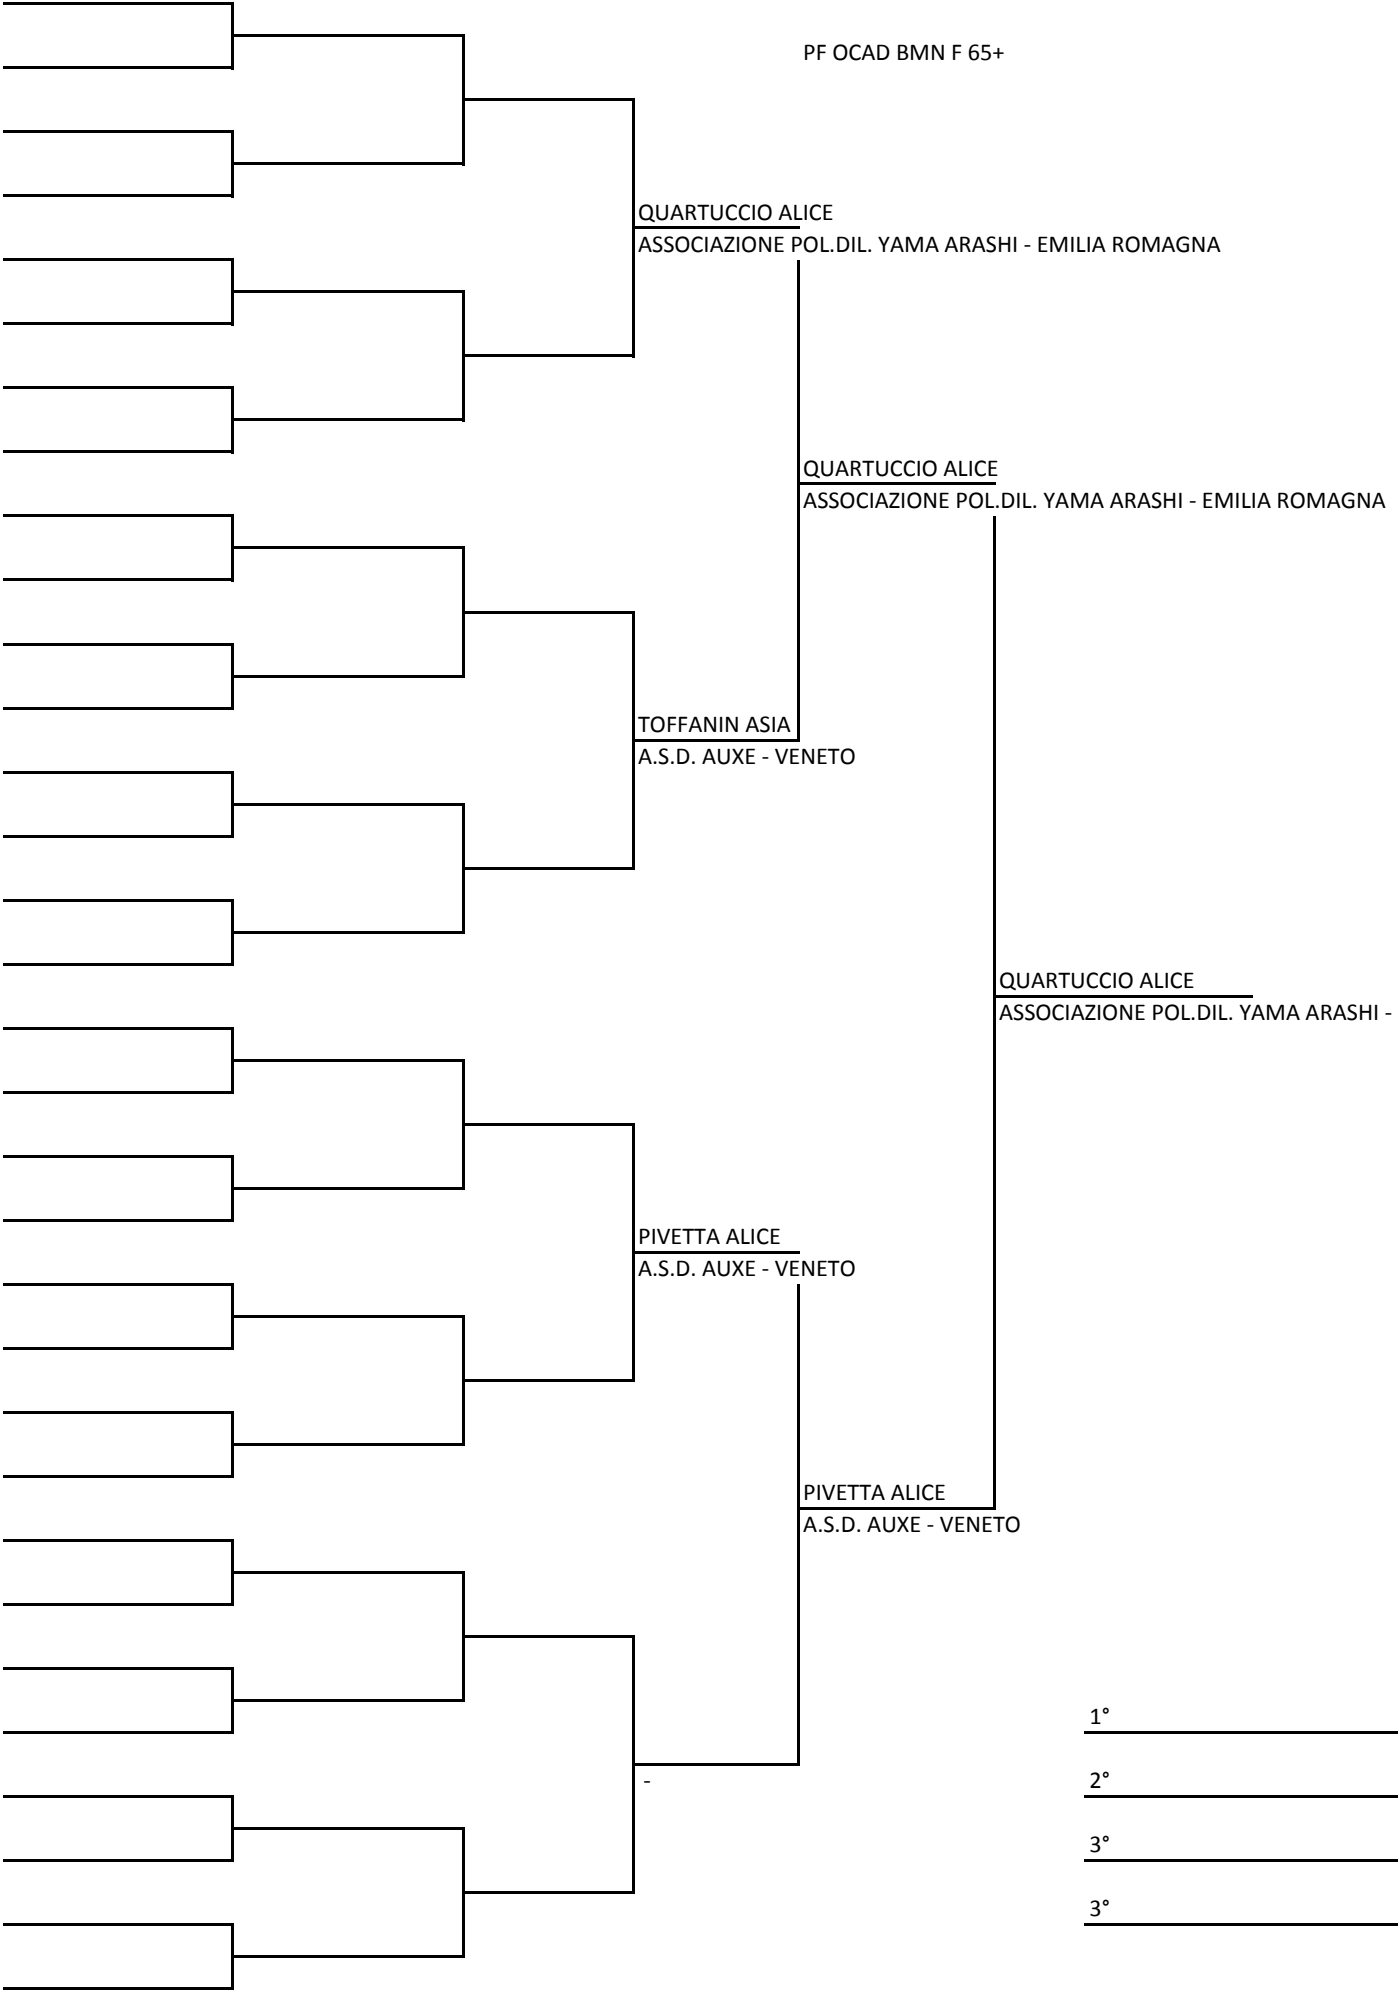 PF OCAD BMN F 65+
QUARTUCCIO ALICE
ASSOCIAZIONE POL.DIL. YAMA ARASHI - EMILIA ROMAGNA
QUARTUCCIO ALICE
ASSOCIAZIONE POL.DIL. YAMA ARASHI - EMILIA ROMAGNA
TOFFANIN ASIA
A.S.D. AUXE - VENETO
QUARTUCCIO ALICE
ASSOCIAZIONE POL.DIL. YAMA ARASHI -
PIVETTA ALICE
A.S.D. AUXE - VENETO
PIVETTA ALICE
A.S.D. AUXE - VENETO
1°
-
2°
3°
3°